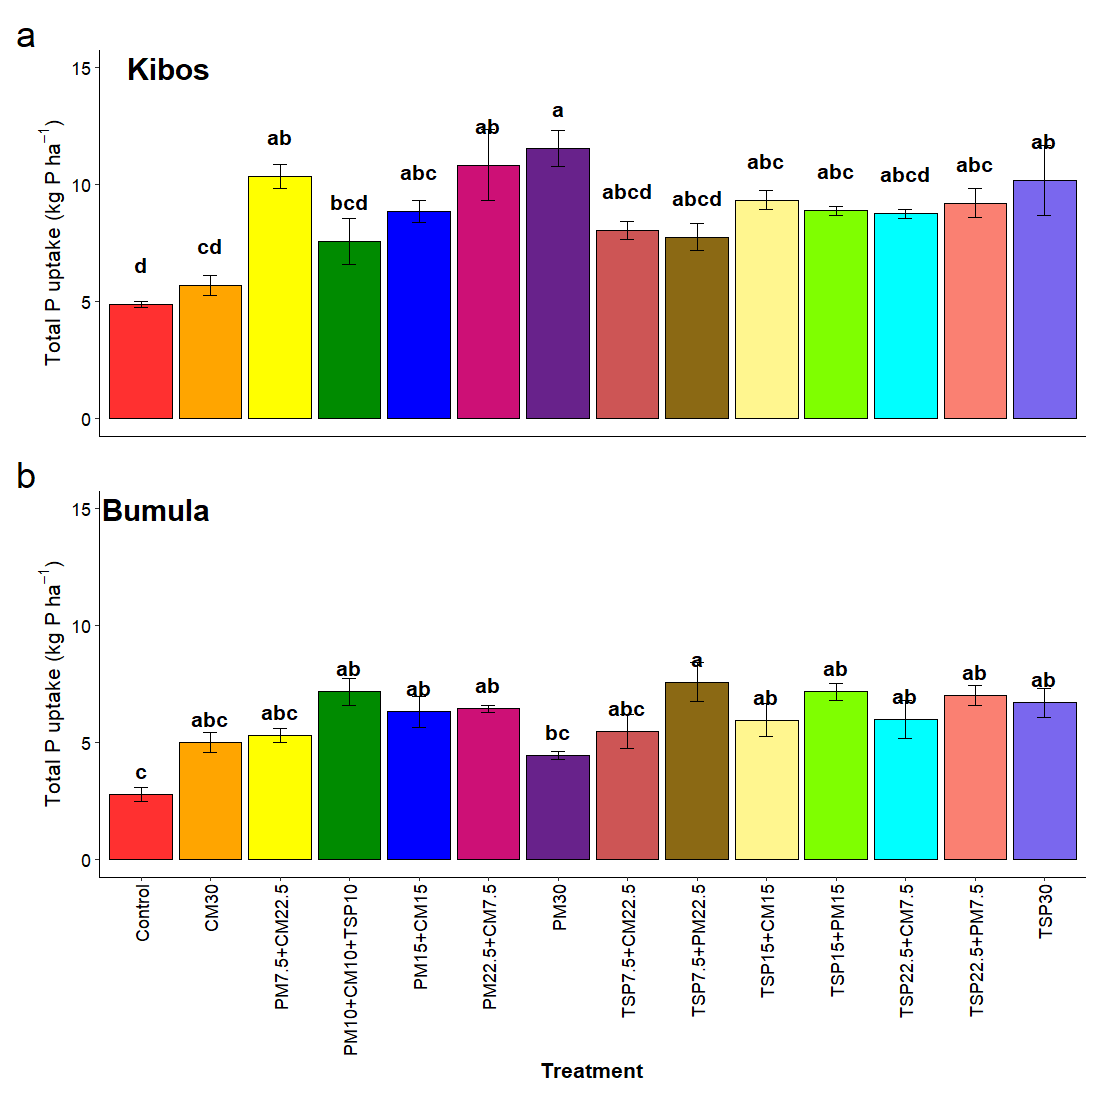 a
Kibos
Total P uptake (kg P ha⁻¹)
15
10
5
0
d
cd
ab
bcd
abc
ab
a
abcd
abcd
abc
abc
abcd
abc
ab
b
Bumula
Total P uptake (kg P ha⁻¹)
15
10
5
0
c
abc
abc
ab
ab
ab
bc
abc
a
ab
ab
ab
ab
ab
Control
CM30
PM7.5+CM22.5
PM10+CM10+TSP10
PM15+CM15
PM22.5+CM7.5
PM30
TSP7.5+CM22.5
TSP7.5+PM22.5
TSP15+CM15
TSP15+PM15
TSP22.5+CM7.5
TSP22.5+PM7.5
TSP30
Treatment